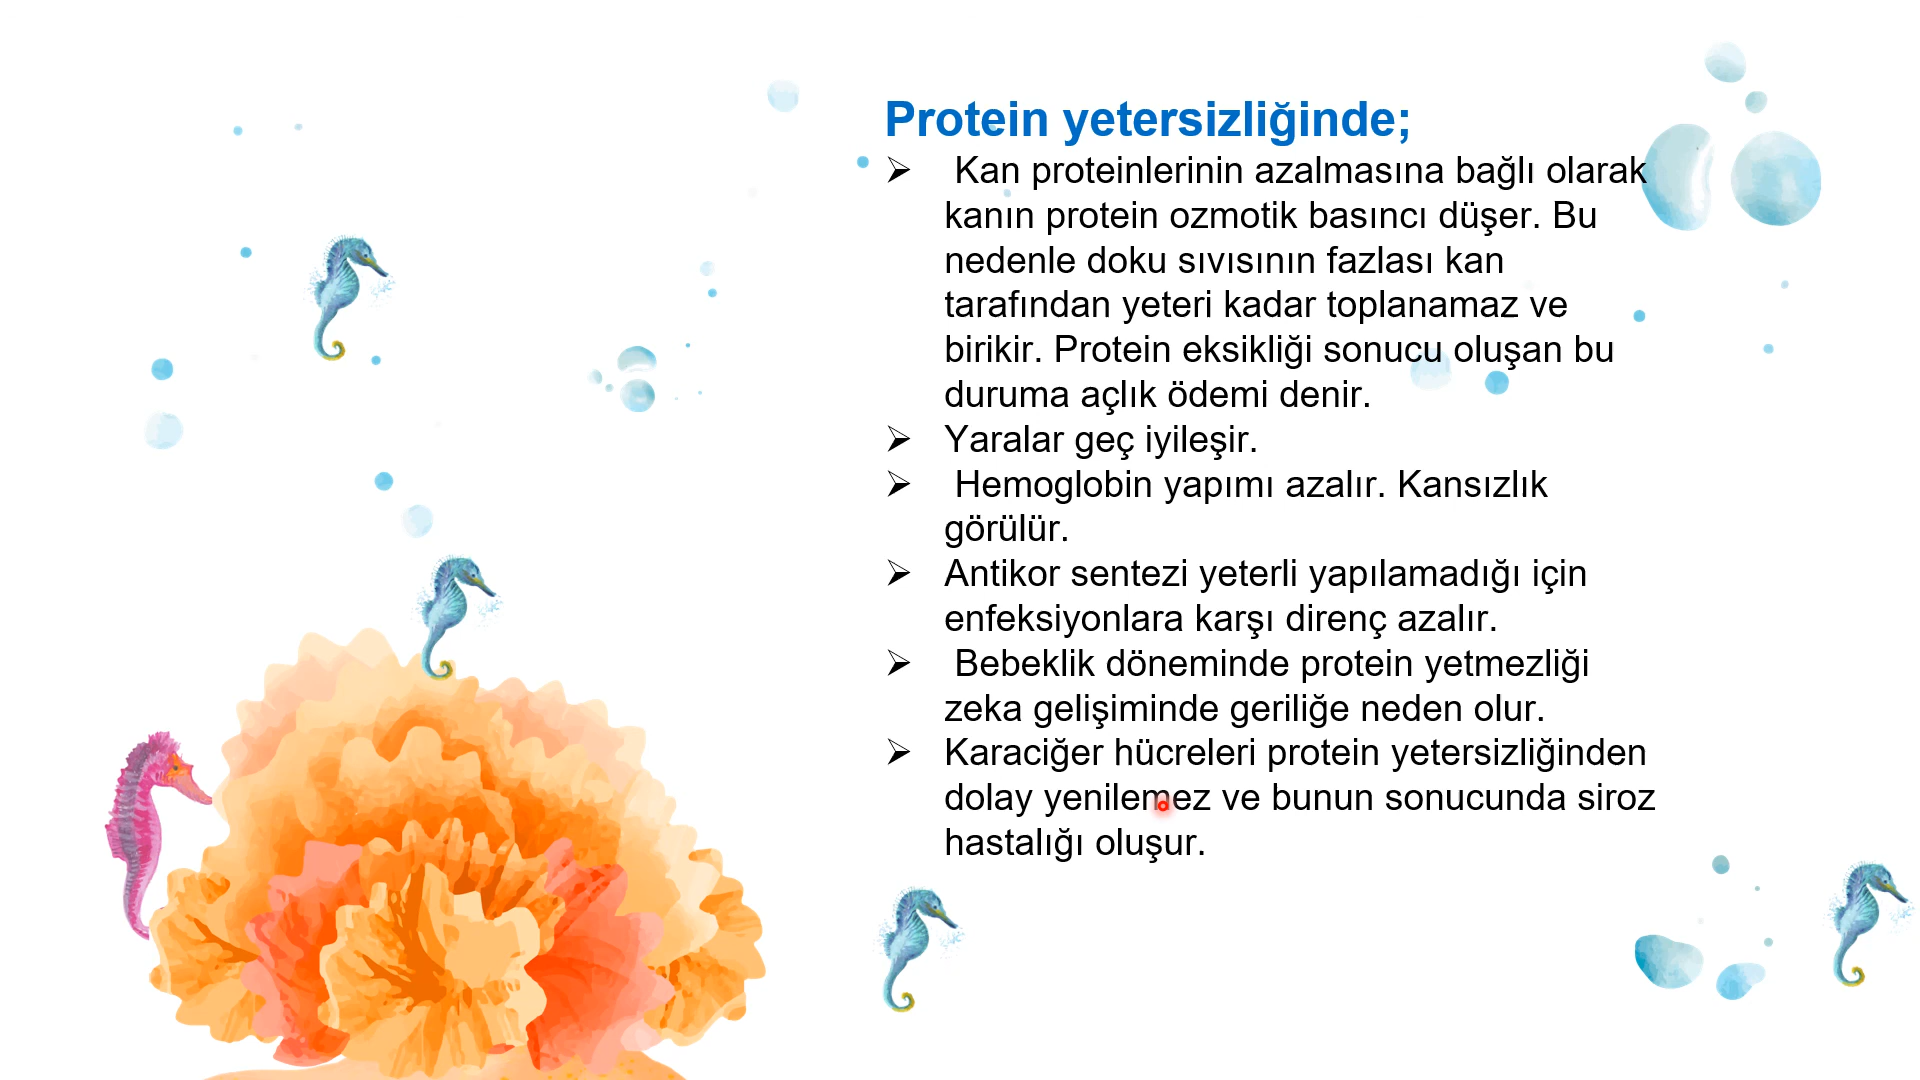 Protein yetersizliğinde;
➢ Kan proteinlerinin azalmasına bağlı olarak
kanın protein ozmotik basıncı düşer. Bu
nedenle doku sıvısının fazlası kan
tarafından yeteri kadar toplanamaz ve
birikir. Protein eksikliği sonucu oluşan bu
duruma açlık ödemi denir.
➢ Yaralar geç iyileşir.
➢ Hemoglobin yapımı azalır. Kansızlık
görülür.
➢ Antikor sentezi yeterli yapılamadığı için
enfeksiyonlara karşı direnç azalır.
➢ Bebeklik döneminde protein yetmezliği
zeka gelişiminde geriliğe neden olur.
➢ Karaciğer hücreleri protein yetersizliğinden
dolay yenilemez ve bunun sonucunda siroz
hastalığı oluşur.